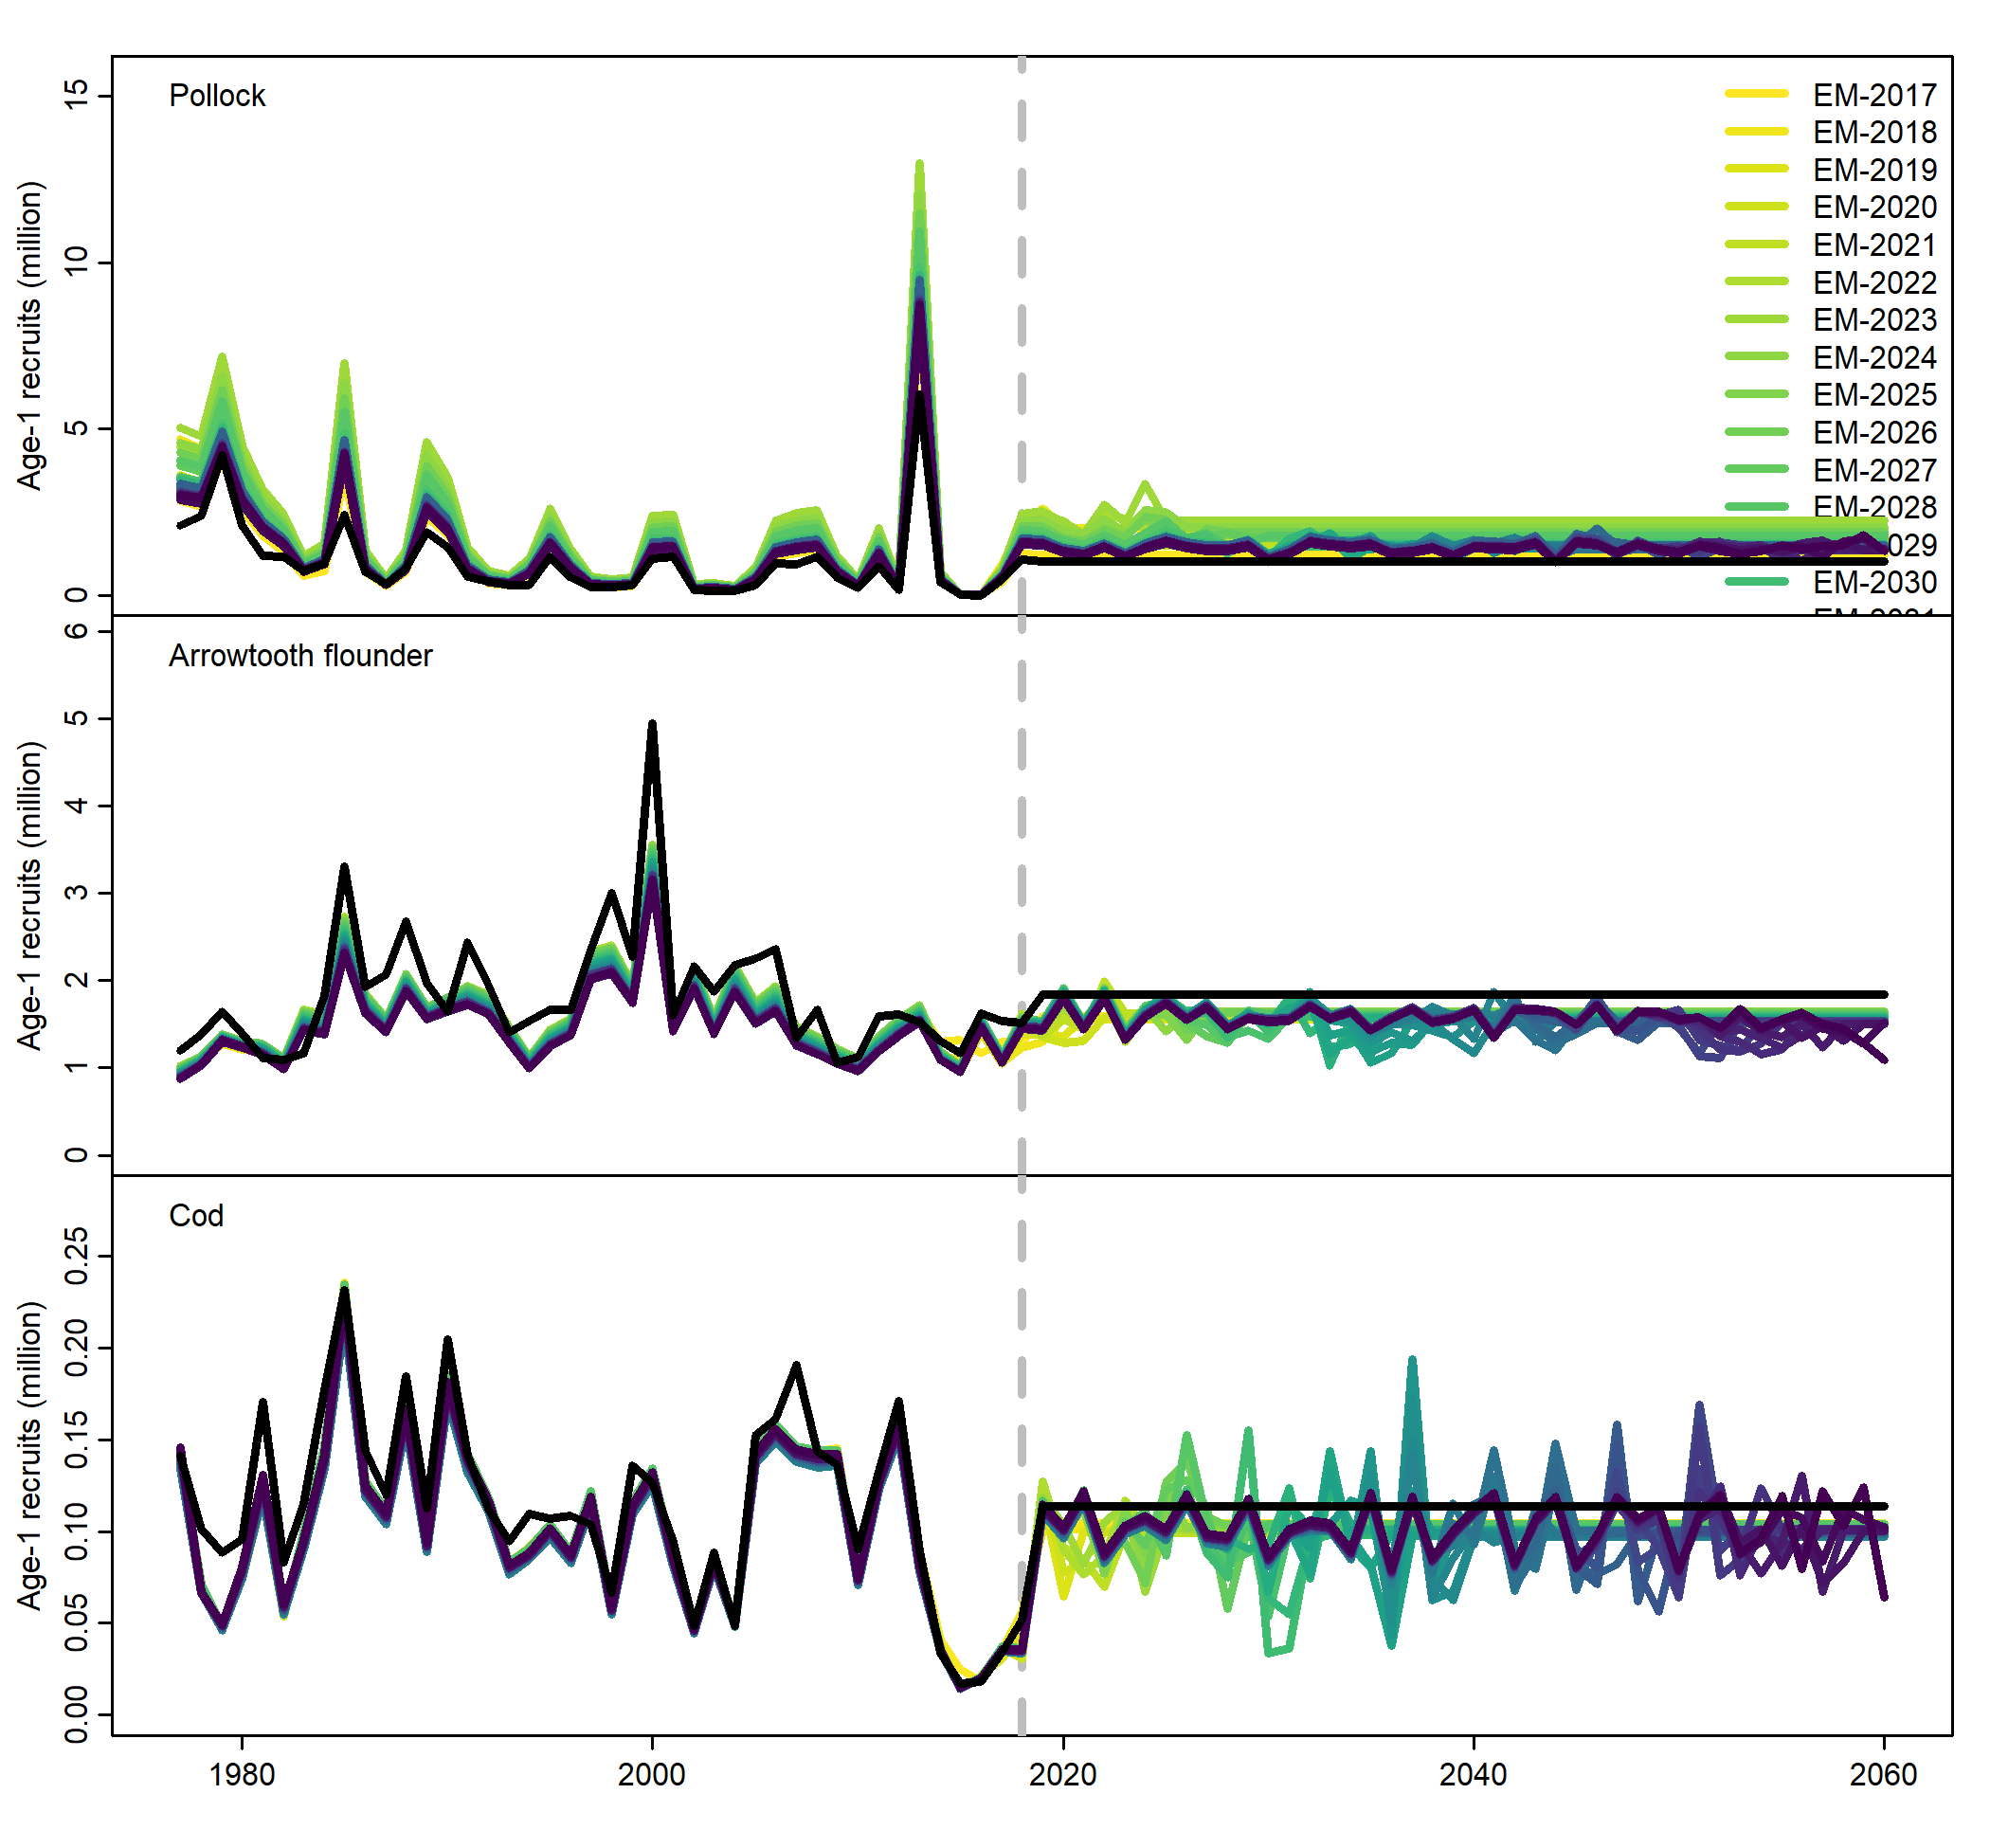 Pollock
15
10
5
0
Age-1 recruits (million)
EM-2017
EM-2018
EM-2019
EM-2020
EM-2021
EM-2022
EM-2023
EM-2024
EM-2025
EM-2026
EM-2027
EM-2028
029
EM-2030
Arrowtooth flounder
6
5
4
3
2
1
0
Age-1 recruits (million)
Cod
0.25
0.20
0.15
0.10
0.05
0.00
Age-1 recruits (million)
1980
2000
2020
2040
2060